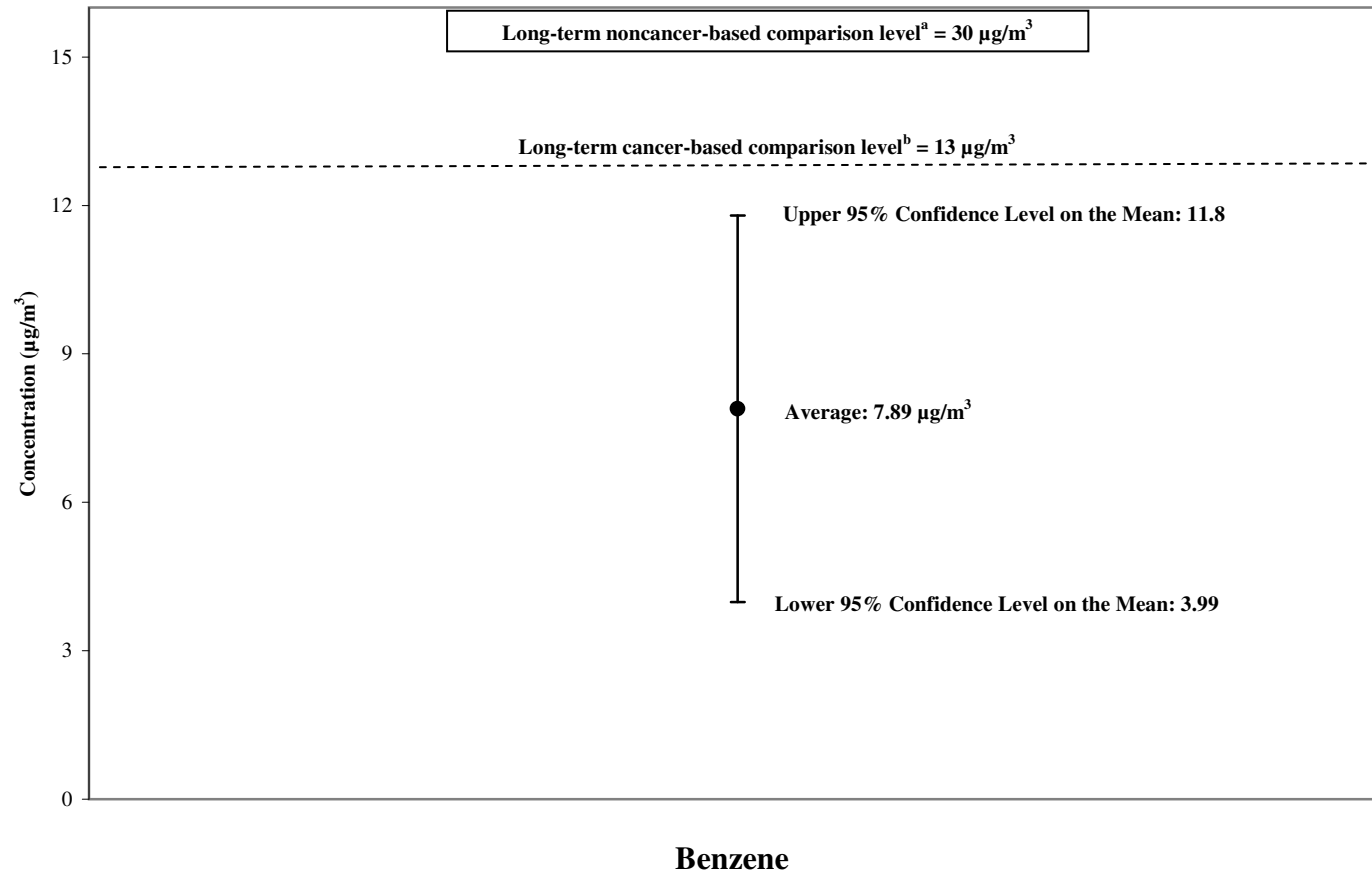 Long-term noncancer-based comparison levelᵃ = 30 µg/m³
15
Long-term cancer-based comparison levelᵇ = 13 µg/m³
12
Upper 95% Confidence Level on the Mean: 11.8
Concentration (µg/m³)
9
Average: 7.89 µg/m³
6
Lower 95% Confidence Level on the Mean: 3.99
3
0
Benzene